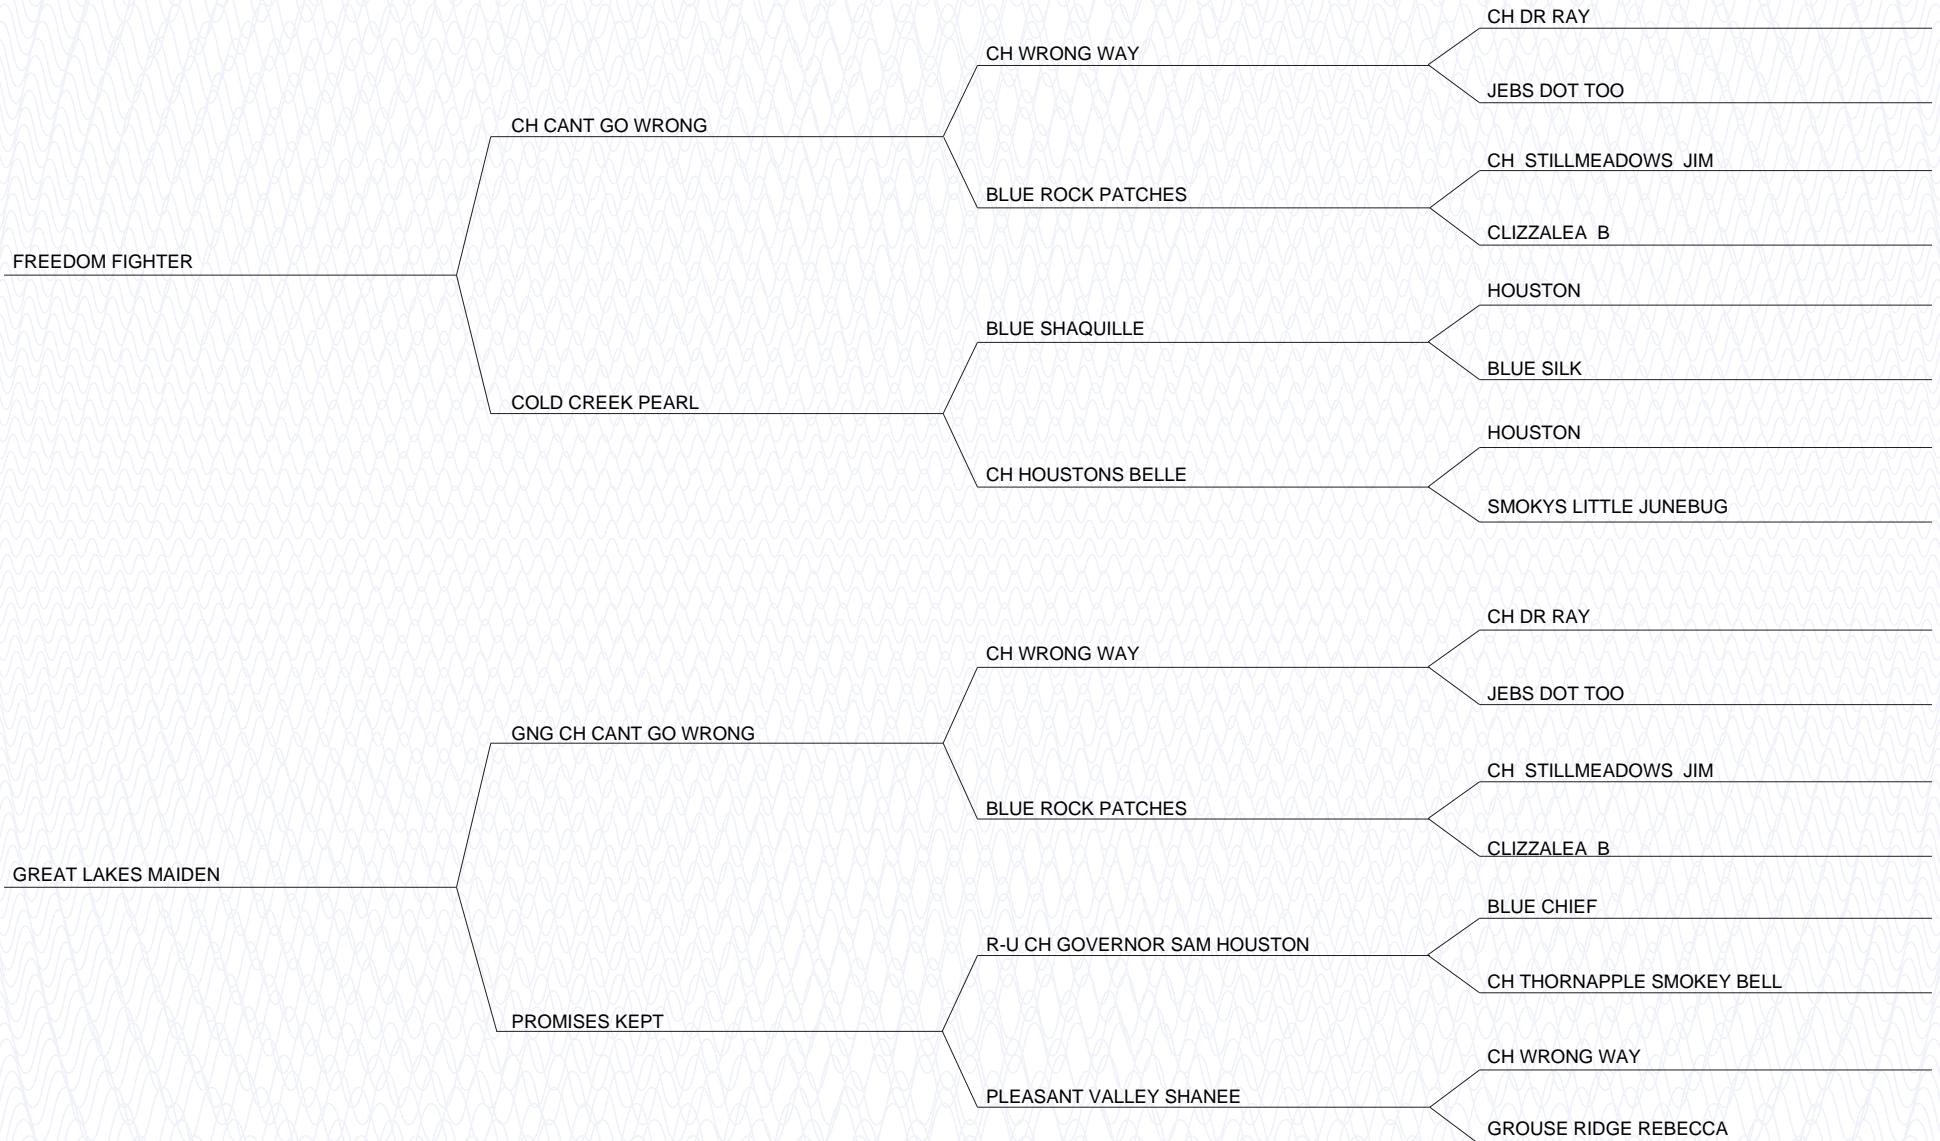 CH DR RAY
CH WRONG WAY
JEBS DOT TOO
CH CANT GO WRONG
CH  STILLMEADOWS  JIM
BLUE ROCK PATCHES
CLIZZALEA  B
FREEDOM FIGHTER
HOUSTON
BLUE SHAQUILLE
BLUE SILK
COLD CREEK PEARL
HOUSTON
CH HOUSTONS BELLE
SMOKYS LITTLE JUNEBUG
CH DR RAY
CH WRONG WAY
JEBS DOT TOO
GNG CH CANT GO WRONG
CH  STILLMEADOWS  JIM
BLUE ROCK PATCHES
CLIZZALEA  B
GREAT LAKES MAIDEN
BLUE CHIEF
R-U CH GOVERNOR SAM HOUSTON
CH THORNAPPLE SMOKEY BELL
PROMISES KEPT
CH WRONG WAY
PLEASANT VALLEY SHANEE
GROUSE RIDGE REBECCA